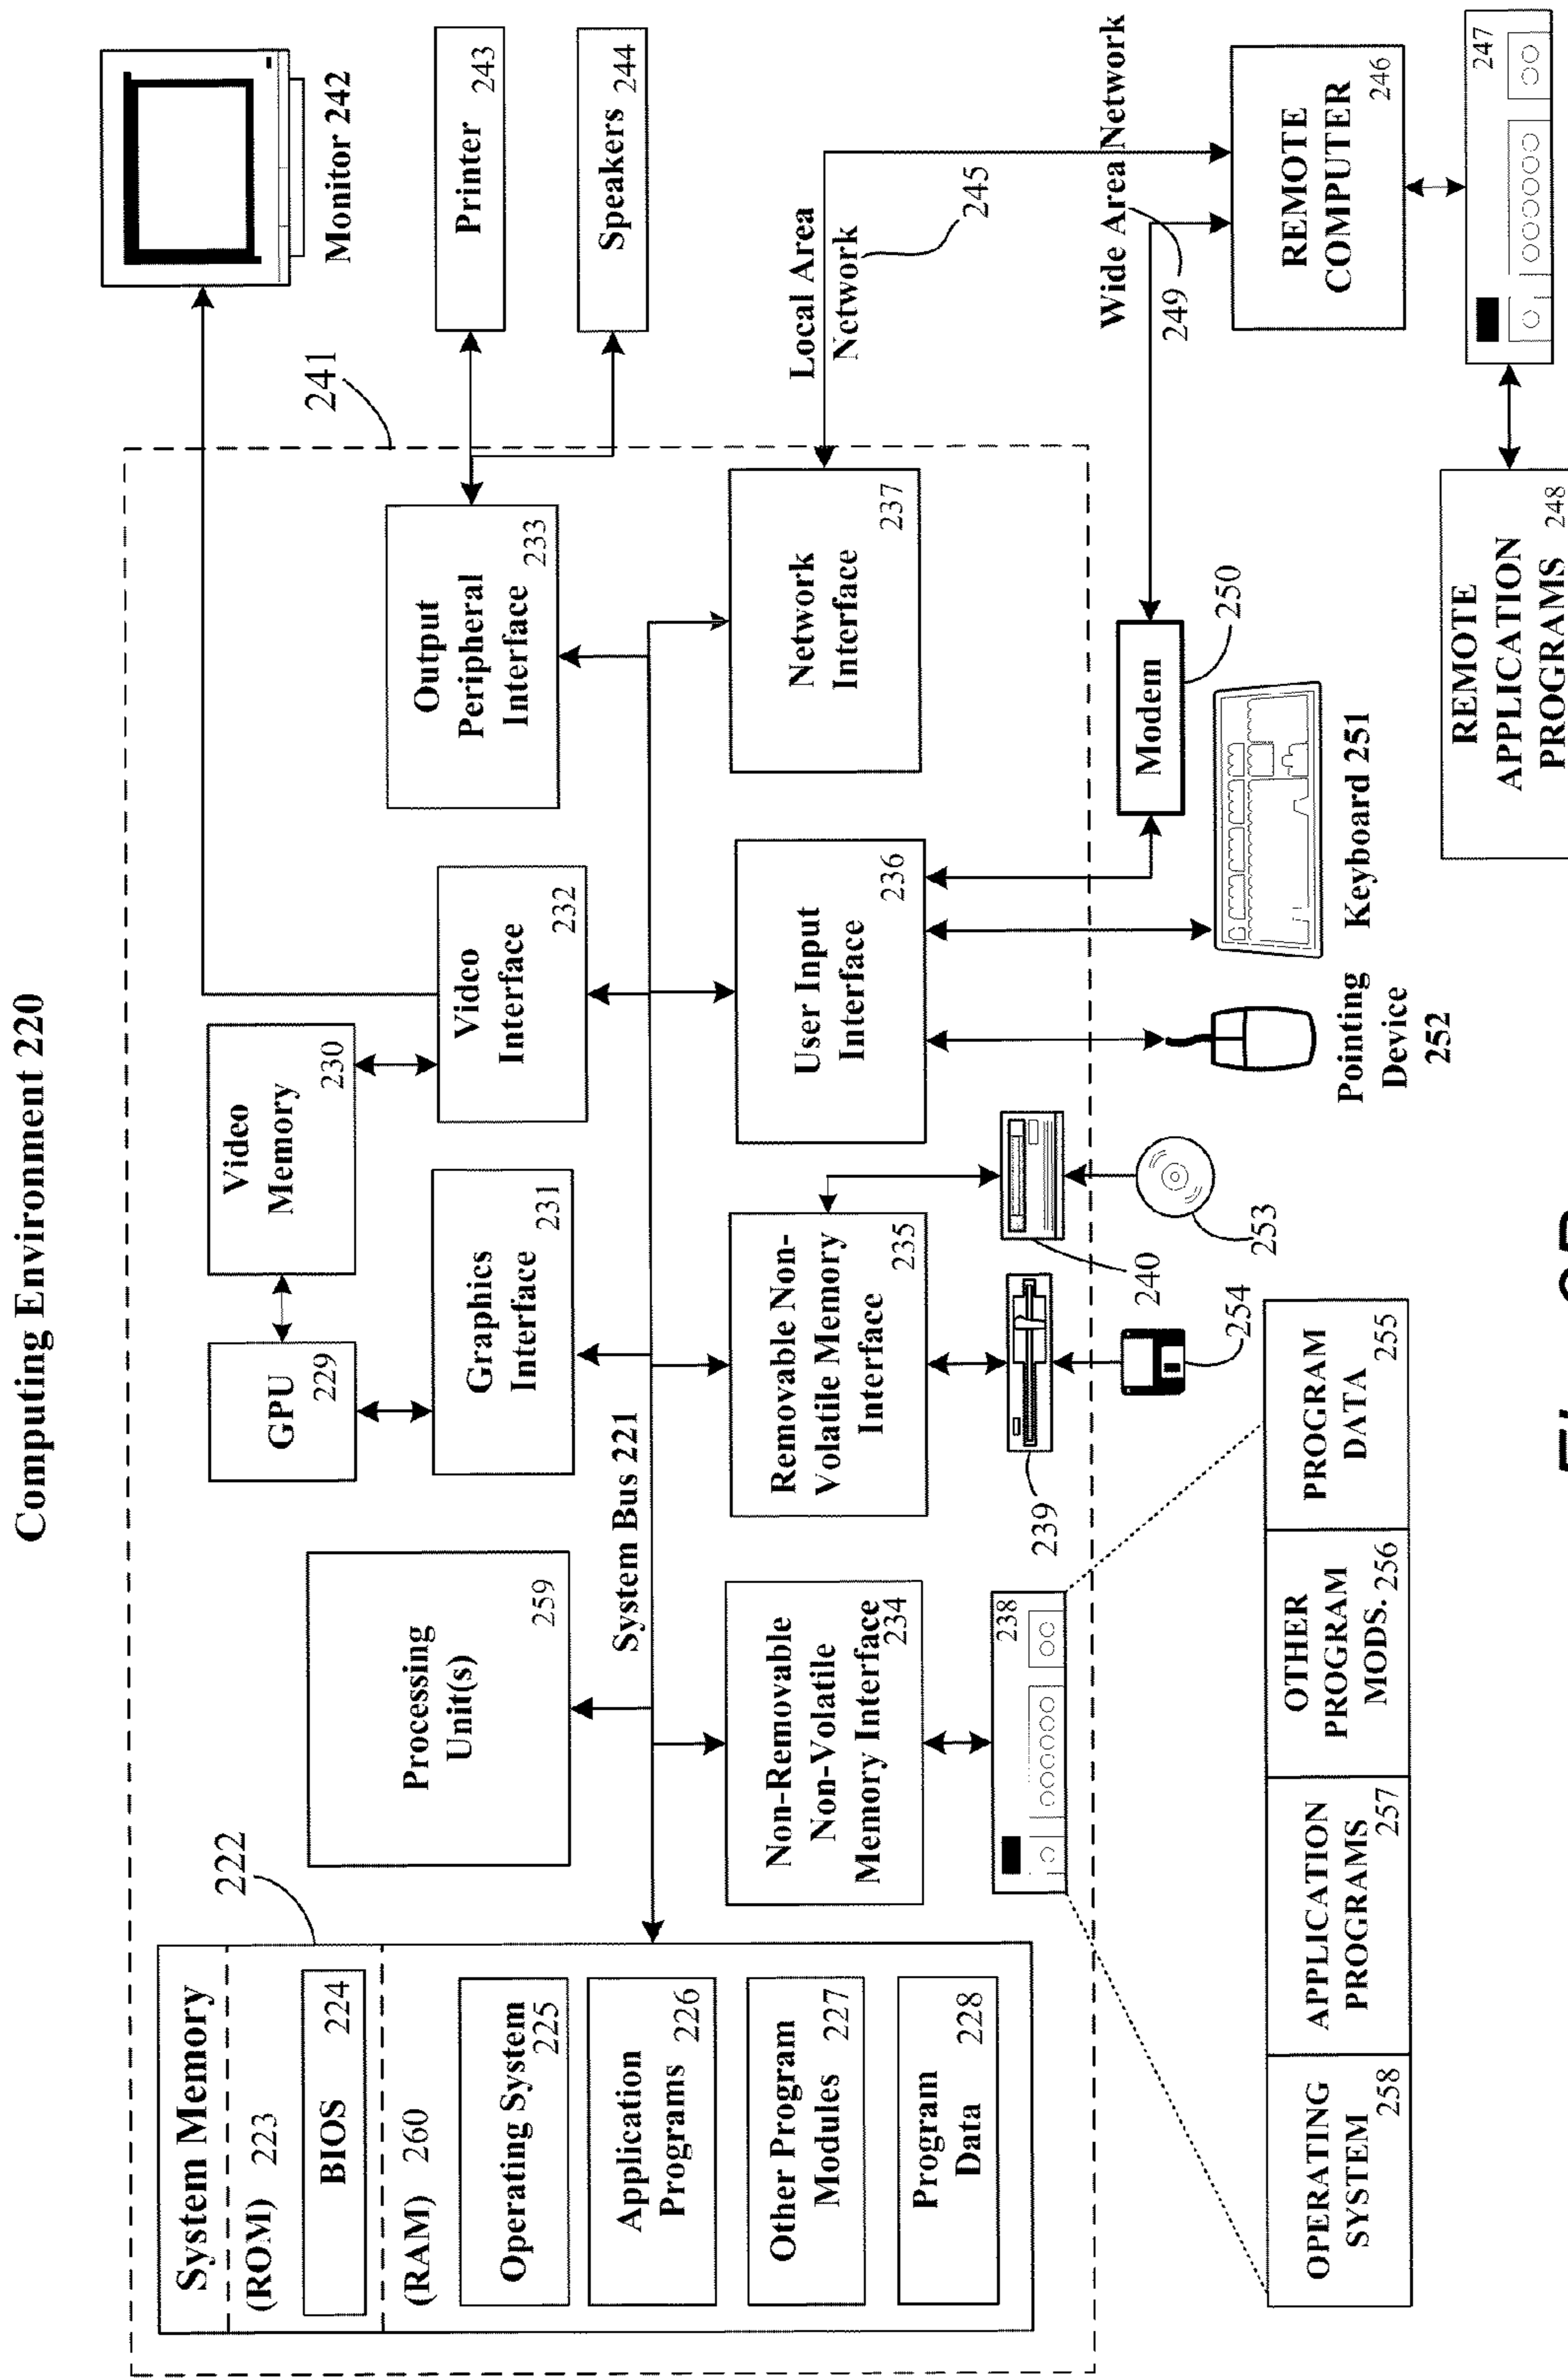 Computing Environment 220
System Memory
222
(ROM) 223
BIOS 224
(RAM) 260
Operating System
225
Application
Programs 226
Other Program
Modules 227
Program
Data 228
Processing
Unit(s)
259
System Bus 221
GPU
229
Video
Memory
230
Graphics
Interface
231
Video
Interface
232
Output
Peripheral
Interface
233
241
Monitor 242
Printer 243
Speakers 244
Non-Removable
Non-Volatile
Memory Interface
234
Removable Non-
Volatile Memory
Interface
235
User Input
Interface
236
Network
Interface
237
Local Area
Network
245
238
239
240
254
253
Pointing
Device
252
Keyboard 251
Modem
250
Wide Area Network
249
REMOTE
COMPUTER
246
247
REMOTE
APPLICATION
PROGRAMS 248
OPERATING
SYSTEM
258
APPLICATION
PROGRAMS
257
OTHER
PROGRAM
MODS. 256
PROGRAM
DATA
255